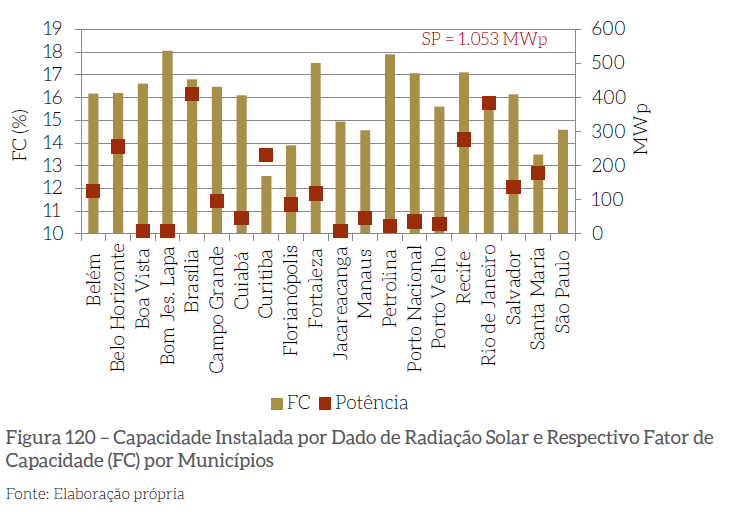 19
18
17
16
15
14
13
12
11
10
FC (%)
SP = 1.053 MWp
600
500
400
300
200
100
0
MWp
Belém
Belo Horizonte
Boa Vista
Bom Jes. Lapa
Brasília
Campo Grande
Cuiabá
Curitiba
Florianópolis
Fortaleza
Jacareacanga
Manaus
Petrolina
Porto Nacional
Porto Velho
Recife
Rio de Janeiro
Salvador
Santa Maria
São Paulo
FC Potência
Figura 120 – Capacidade Instalada por Dado de Radiação Solar e Respectivo Fator de
Capacidade (FC) por Municípios
Fonte: Elaboração própria